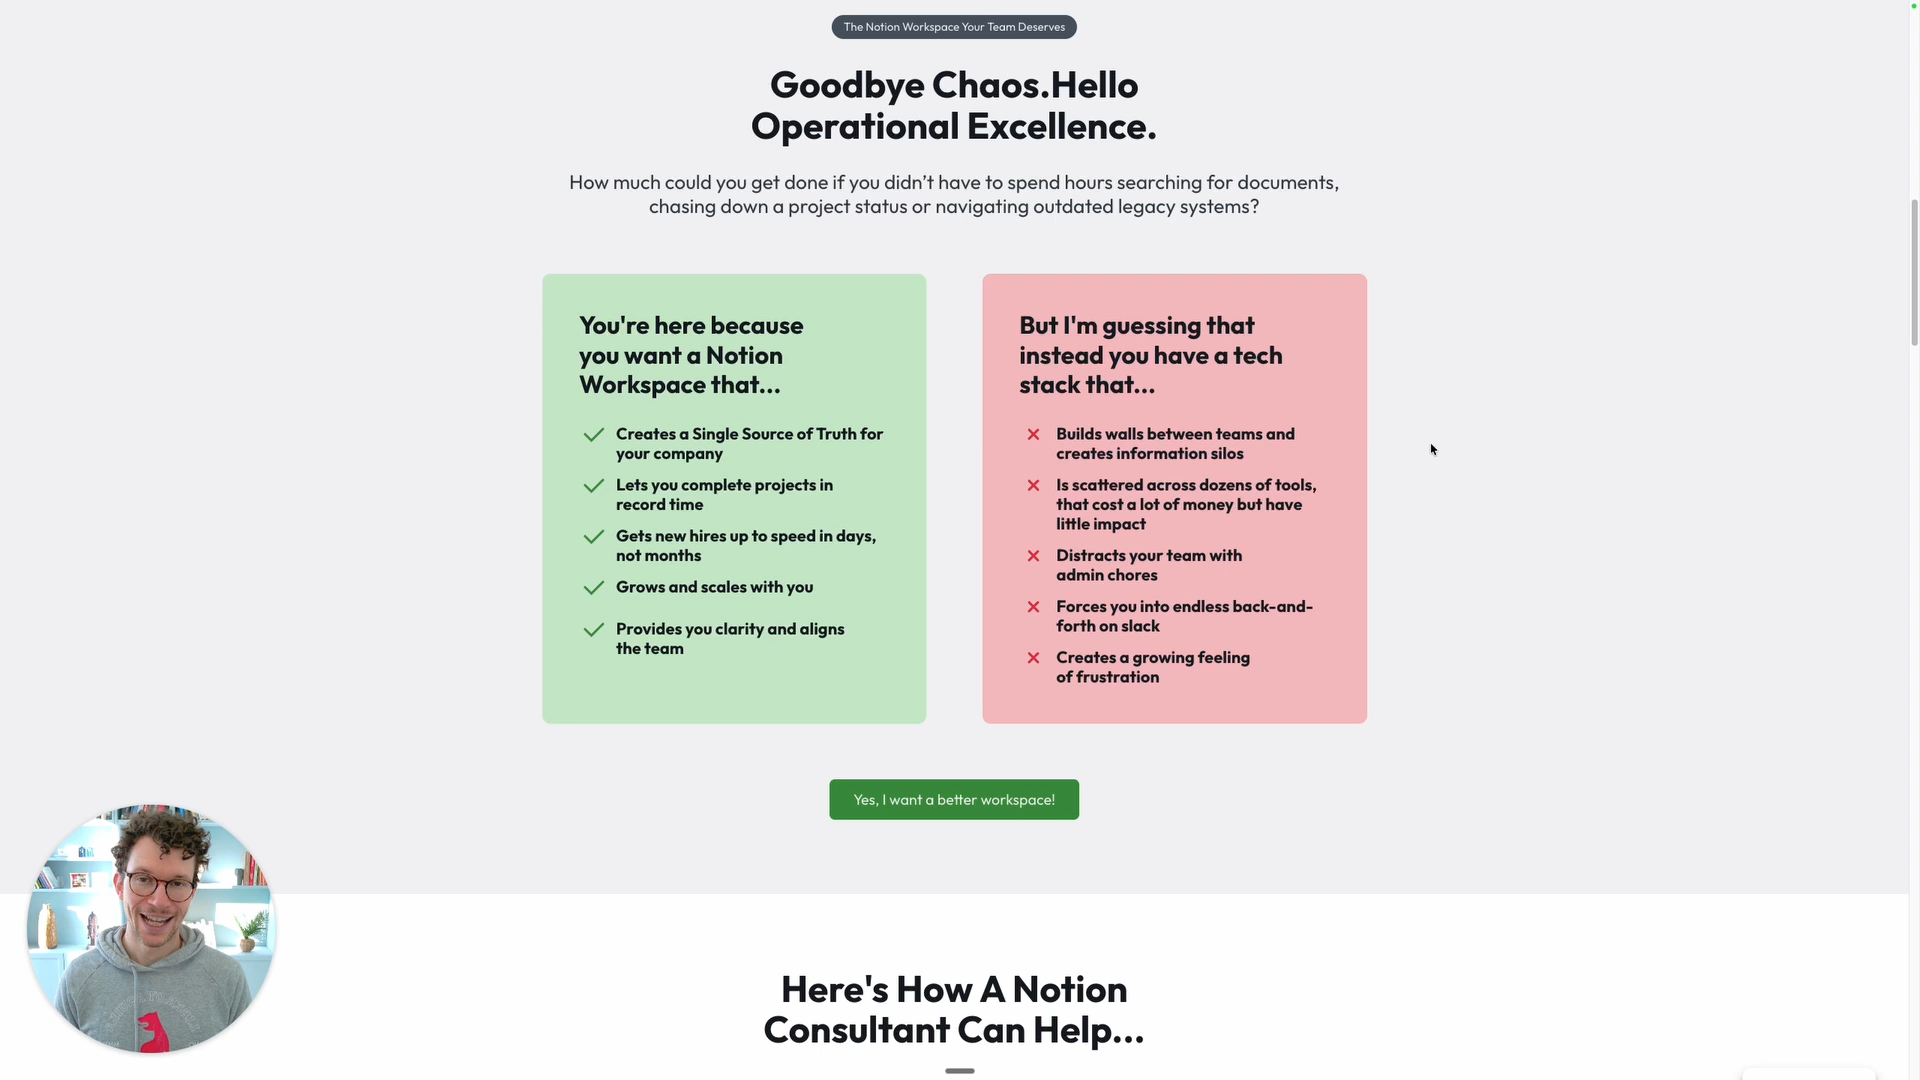 The Notion Workspace Your Team Deserves
Goodbye Chaos.Hello
Operational Excellence.
How much could you get done if you didn’t have to spend hours searching for documents,
chasing down a project status or navigating outdated legacy systems?
You're here because
you want a Notion
Workspace that...
Creates a Single Source of Truth for
your company
Lets you complete projects in
record time
Gets new hires up to speed in days,
not months
Grows and scales with you
Provides you clarity and aligns
the team
But I'm guessing that
instead you have a tech
stack that...
Builds walls between teams and
creates information silos
Is scattered across dozens of tools,
that cost a lot of money but have
little impact
Distracts your team with
admin chores
Forces you into endless back-and-
forth on slack
Creates a growing feeling
of frustration
Yes, I want a better workspace!
Here's How A Notion
Consultant Can Help...